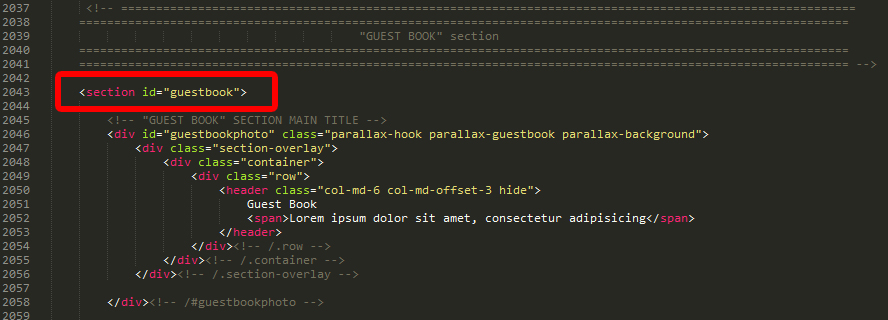 2037 <!-- =========================================================================================================
2038 ==============================================================================================================
2039 "GUEST BOOK" section
2040 ==============================================================================================================
2041 ============================================================================================================== -->
2042
2043 <section id="guestbook">
2044
2045 <!-- "GUEST BOOK" SECTION MAIN TITLE -->
2046 <div id="guestbookphoto" class="parallax-hook parallax-guestbook parallax-background">
2047 <div class="section-overlay">
2048 <div class="container">
2049 <div class="row">
2050 <header class="col-md-6 col-md-offset-3 hide">
2051 Guest Book
2052 <span>Lorem ipsum dolor sit amet, consectetur adipisicing</span>
2053 </header>
2054 </div><!-- /.row -->
2055 </div><!-- /.container -->
2056 </div><!-- /.section-overlay -->
2057
2058 </div><!-- /#guestbookphoto -->
2059